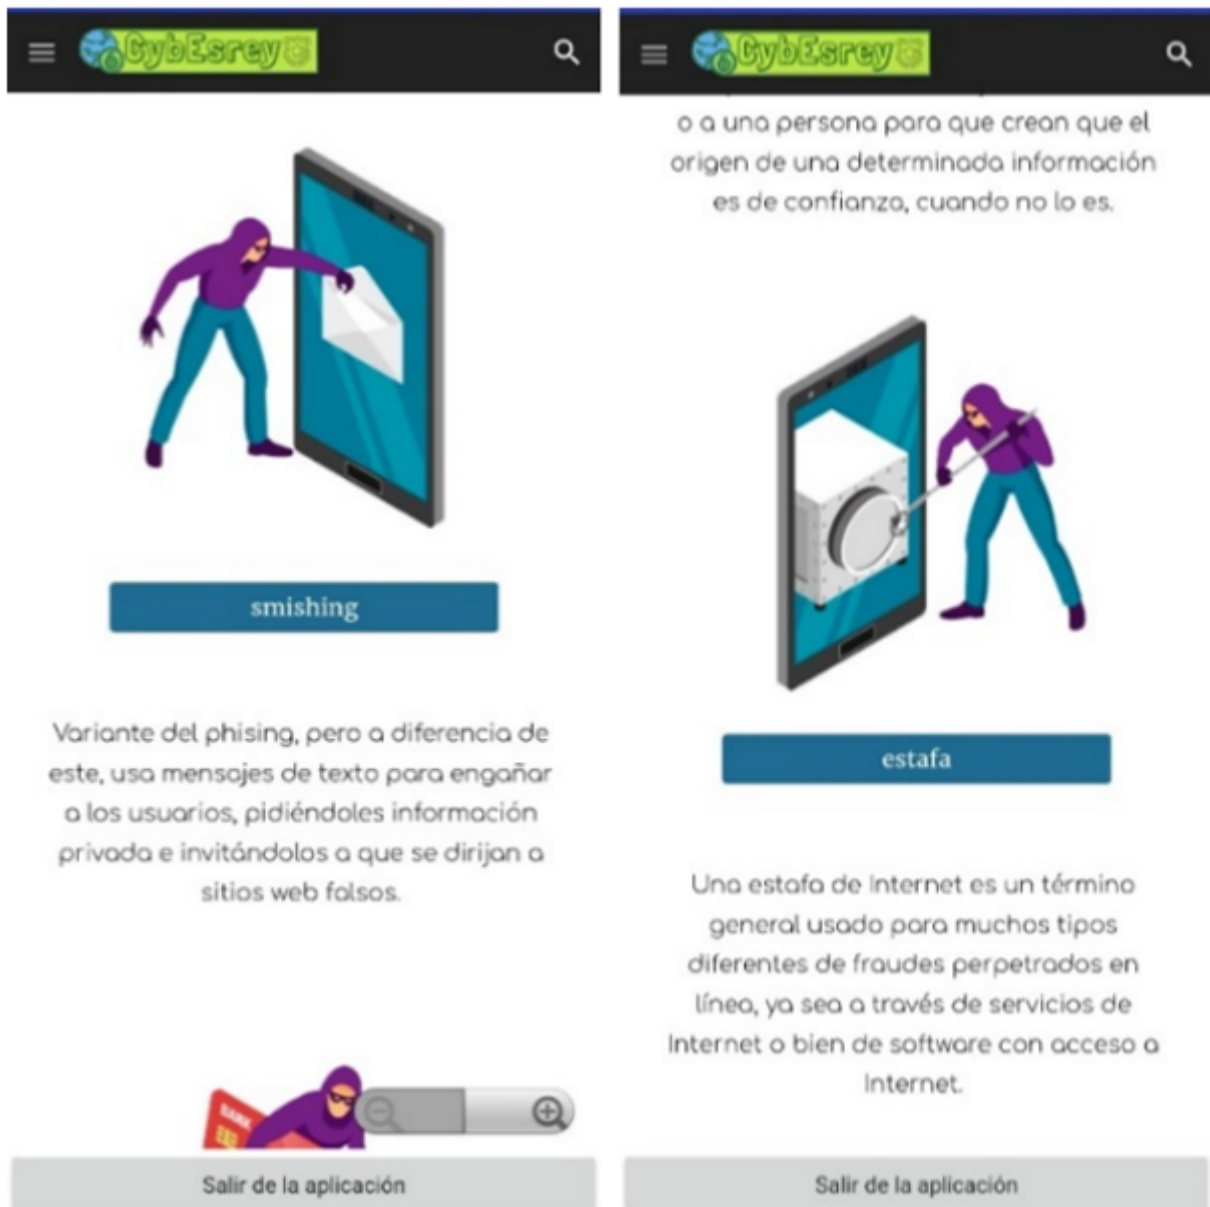 CybEsrey
smishing
Variante del phising, pero a diferencia de
este, usa mensajes de texto para engañar
a los usuarios, pidiéndoles información
privada e invitándolos a que se dirijan a
sitios web falsos.
BANK
Salir de la aplicación
CybEsrey
o a una persona para que crean que el
origen de una determinada información
es de confianza, cuando no lo es.
estafa
Una estafa de Internet es un término
general usado para muchos tipos
diferentes de fraudes perpetrados en
línea, ya sea a través de servicios de
Internet o bien de software con acceso a
Internet.
Salir de la aplicación